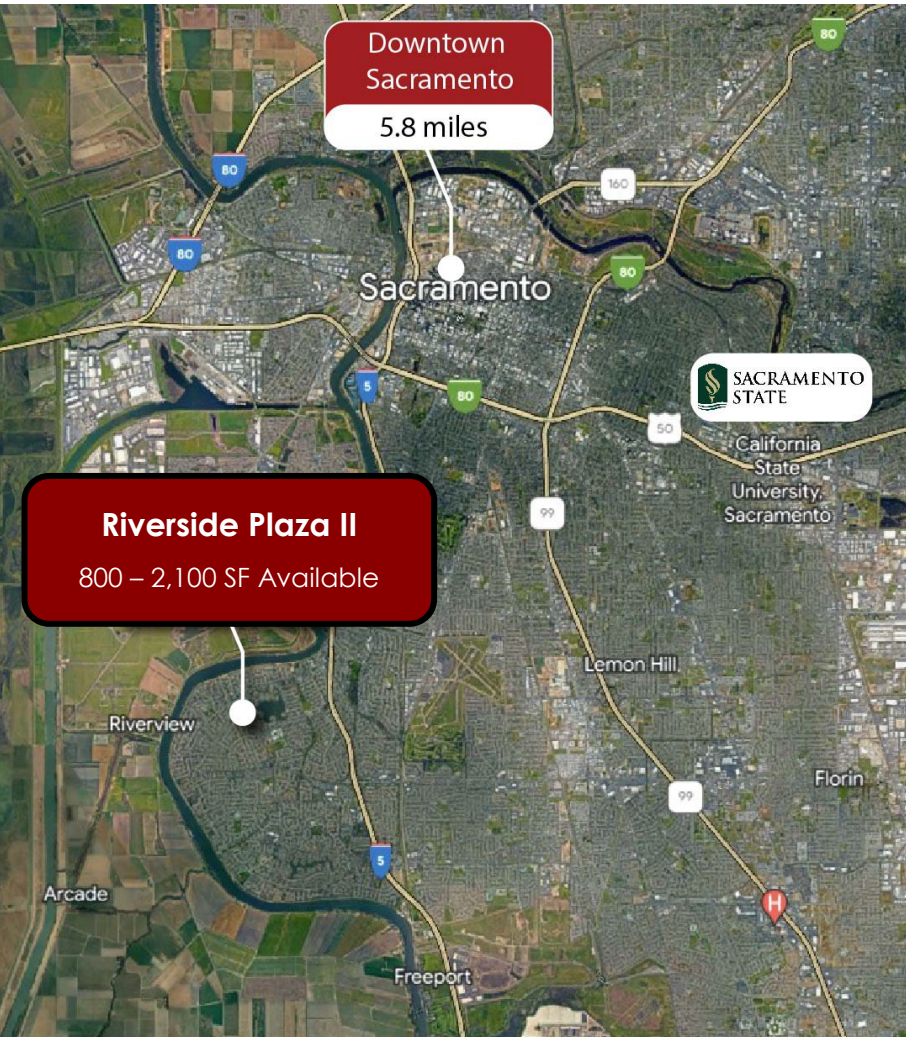 Downtown
Sacramento
5.8 miles
80
80
160
80
80
Sacramento
5
80
SACRAMENTO
STATE
50
California
State
University,
Sacramento
99
Riverside Plaza II
800 – 2,100 SF Available
Lemon Hill
Riverview
Florin
99
5
Arcade
H
Freeport